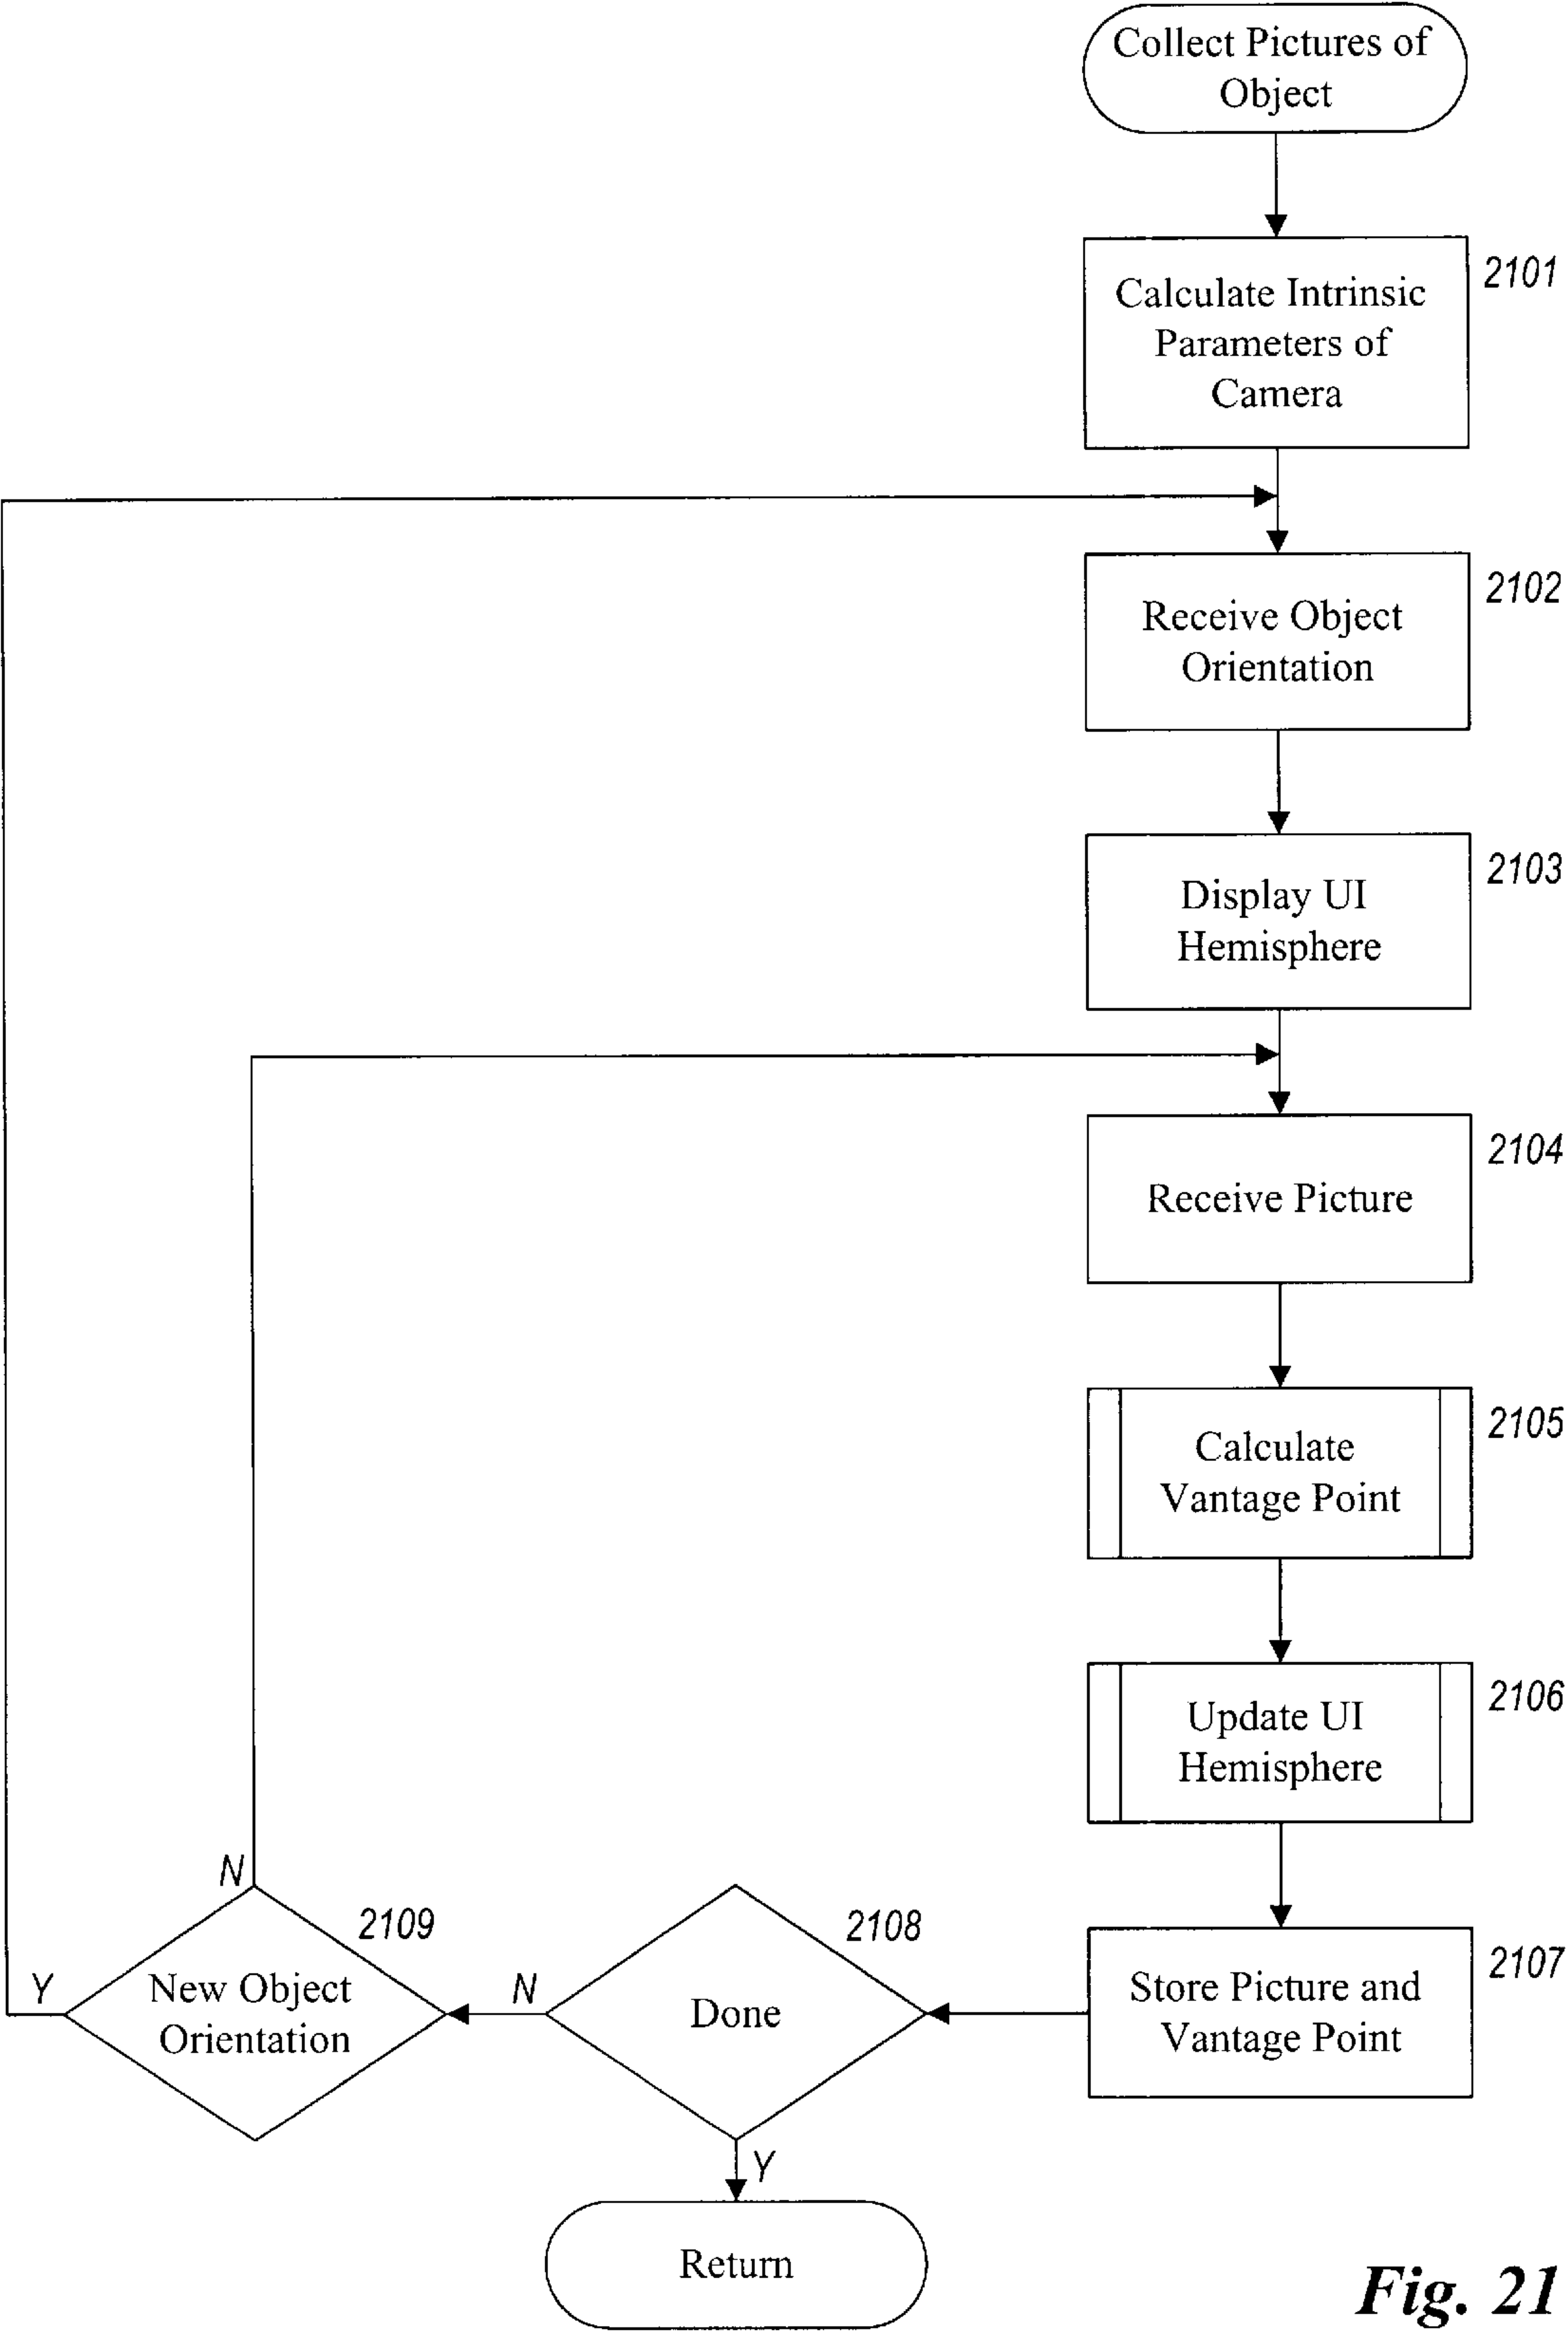 Collect Pictures of
Object
2101
Calculate Intrinsic
Parameters of
Camera
2102
Receive Object
Orientation
2103
Display UI
Hemisphere
2104
Receive Picture
2105
Calculate
Vantage Point
2106
Update UI
Hemisphere
2107
Store Picture and
Vantage Point
2108
Done
N
Y
2109
New Object
Orientation
N
Y
Return
Fig. 21